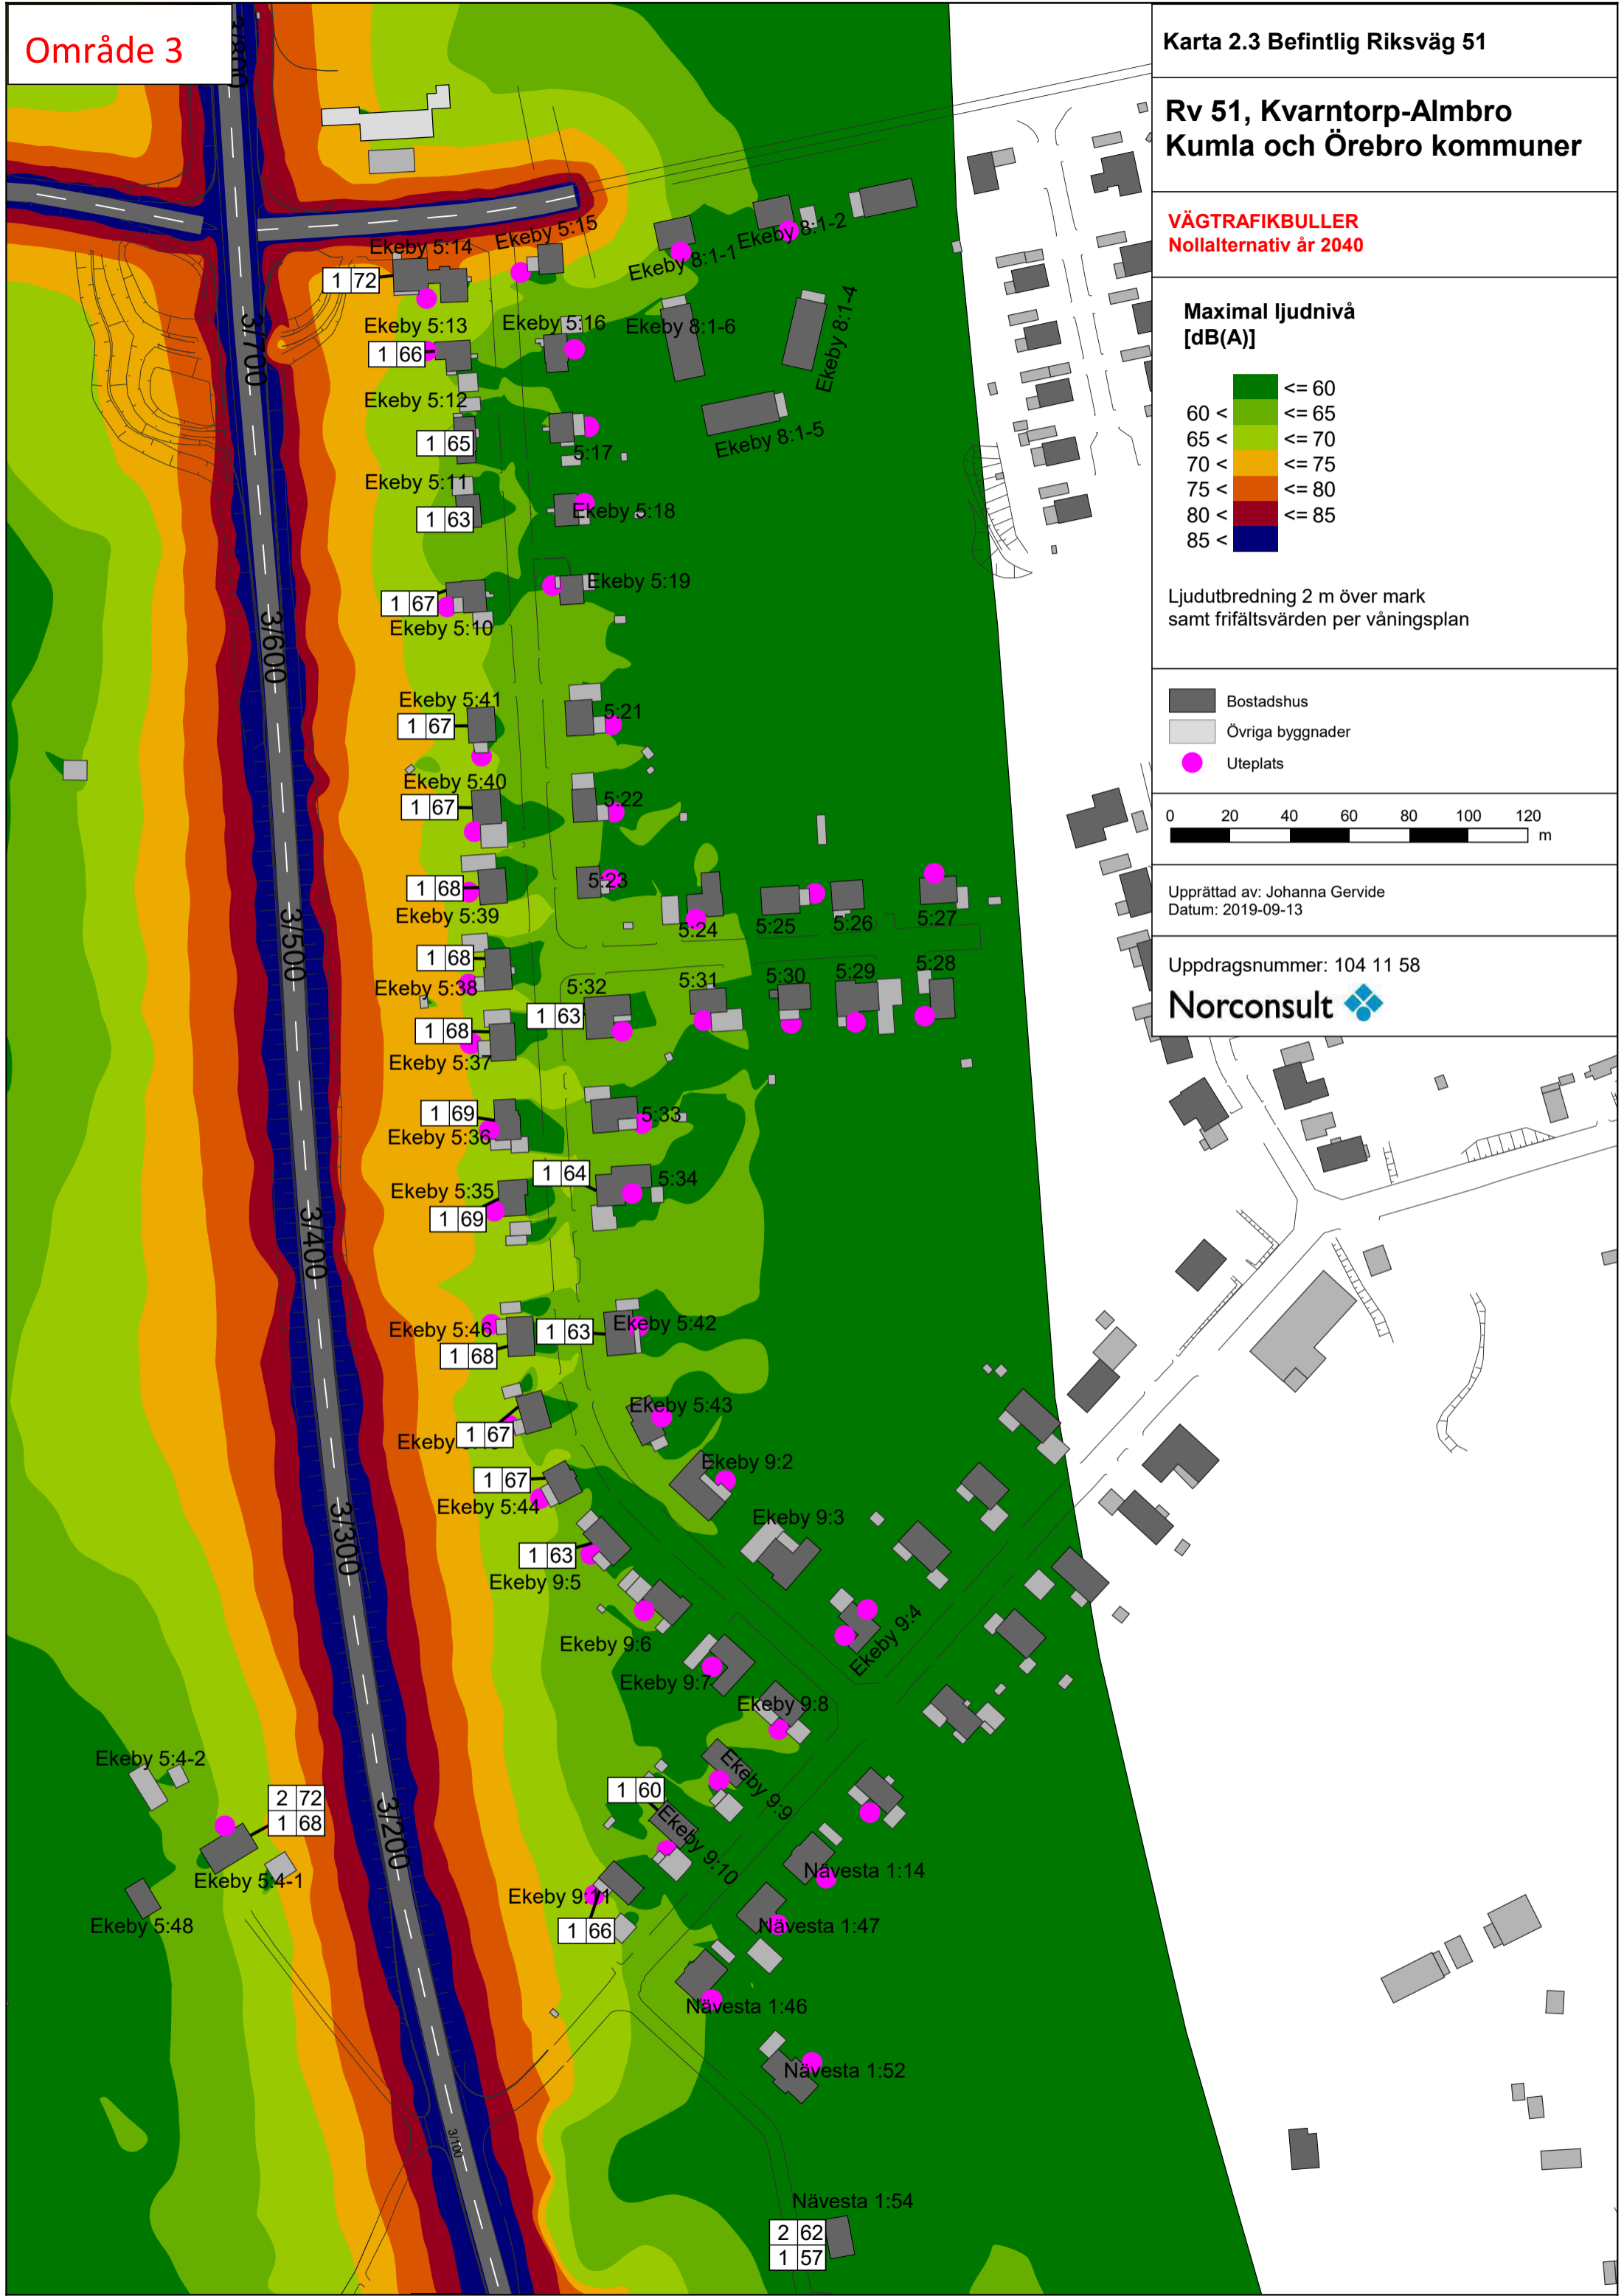 Område 3
Karta 2.3 Befintlig Riksväg 51
Rv 51, Kvarntorp-Almbro
Kumla och Örebro kommuner
VÄGTRAFIKBULLER
Nollalternativ år 2040
Maximal ljudnivå
[dB(A)]
<= 60
60 < <= 65
65 < <= 70
70 < <= 75
75 < <= 80
80 < <= 85
85 <
Ljudutbredning 2 m över mark
samt frifältsvärden per våningsplan
Bostadshus
Övriga byggnader
Uteplats
0 20 40 60 80 100 120 m
Upprättad av: Johanna Gervide
Datum: 2019-09-13
Uppdragsnummer: 104 11 58
Norconsult
3/800
Ekeby 5:14
Ekeby 5:15
Ekeby 8:1-1
Ekeby 8:1-2
1 72
3/700
Ekeby 5:13
Ekeby 5:16
Ekeby 8:1-6
Ekeby 8:1-4
1 66
Ekeby 5:12
Ekeby 8:1-5
1 65
5:17
Ekeby 5:11
1 63
Ekeby 5:18
Ekeby 5:19
1 67
Ekeby 5:10
3/600
Ekeby 5:41
1 67
5:21
Ekeby 5:40
1 67
5:22
1 68
Ekeby 5:39
5:23
5:24
5:25
5:26
5:27
3/500
1 68
Ekeby 5:38
5:32
5:31
5:30
5:29
5:28
1 63
1 68
Ekeby 5:37
1 69
Ekeby 5:36
5:33
1 64
5:34
Ekeby 5:35
1 69
3/400
Ekeby 5:46
1 63
Ekeby 5:42
1 68
Ekeby 5:43
Ekeby
1 67
Ekeby 9:2
1 67
Ekeby 5:44
Ekeby 9:3
3/300
1 63
Ekeby 9:5
Ekeby 9:6
Ekeby 9:4
Ekeby 9:7
Ekeby 9:8
Ekeby 5:4-2
2 72
1 68
Ekeby 9:9
1 60
3/200
Ekeby 9:10
Ekeby 5:4-1
Nävesta 1:14
Ekeby 9:11
Ekeby 5:48
1 66
Nävesta 1:47
Nävesta 1:46
Nävesta 1:52
3/100
Nävesta 1:54
2 62
1 57